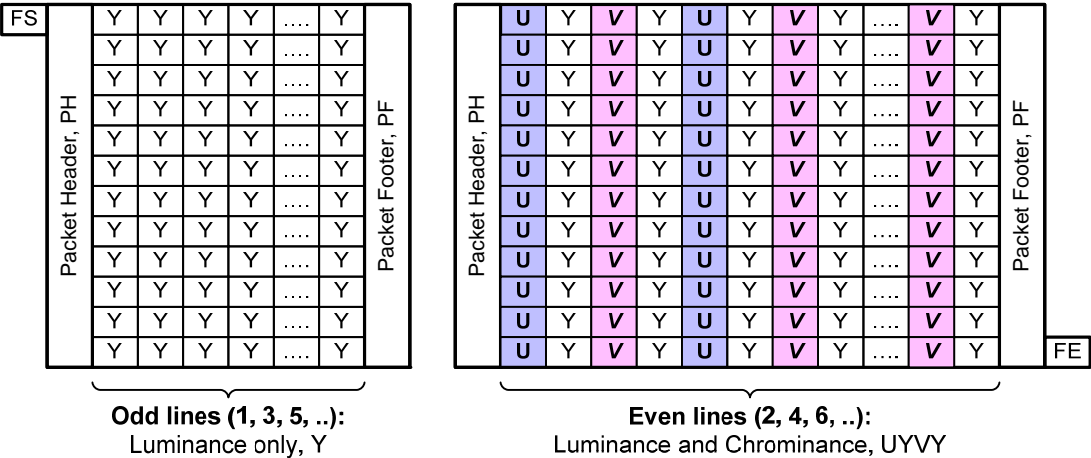 FS Y Y Y Y .... Y U Y V Y U Y V Y .... V Y
Y Y Y Y .... Y U Y V Y U Y V Y .... V Y
Y Y Y Y .... Y U Y V Y U Y V Y .... V Y
Y Y Y Y .... Y U Y V Y U Y V Y .... V Y
Y Y Y Y .... Y U Y V Y U Y V Y .... V Y
Y Y Y Y .... Y U Y V Y U Y V Y .... V Y
Y Y Y Y .... Y U Y V Y U Y V Y .... V Y
Y Y Y Y .... Y U Y V Y U Y V Y .... V Y
Y Y Y Y .... Y U Y V Y U Y V Y .... V Y
Y Y Y Y .... Y U Y V Y U Y V Y .... V Y
Y Y Y Y .... Y U Y V Y U Y V Y .... V Y
Y Y Y Y .... Y U Y V Y U Y V Y .... V Y FE
Packet Header, PH
Packet Footer, PF
Packet Header, PH
Packet Footer, PF
Odd lines (1, 3, 5, ..):
Luminance only, Y
Even lines (2, 4, 6, ..):
Luminance and Chrominance, UYVY